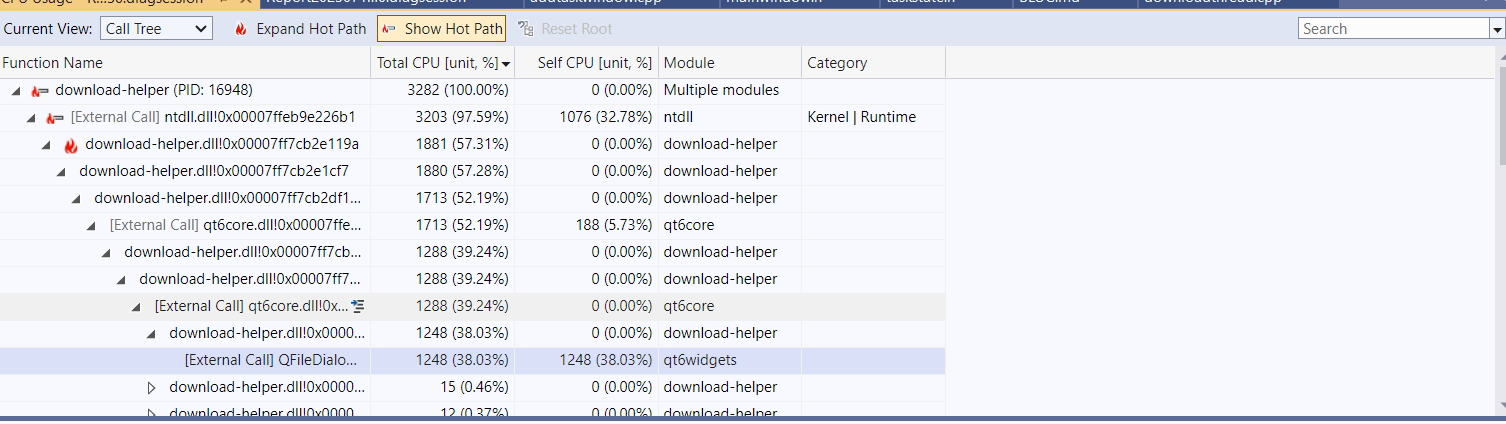 Current View: Call Tree Expand Hot Path Show Hot Path Reset Root Search
Function Name Total CPU [unit, %] Self CPU [unit, %] Module Category
download-helper (PID: 16948) 3282 (100.00%) 0 (0.00%) Multiple modules
[External Call] ntdll.dll!0x00007ffeb9e226b1 3203 (97.59%) 1076 (32.78%) ntdll Kernel | Runtime
download-helper.dll!0x00007ff7cb2e119a 1881 (57.31%) 0 (0.00%) download-helper
download-helper.dll!0x00007ff7cb2e1cf7 1880 (57.28%) 0 (0.00%) download-helper
download-helper.dll!0x00007ff7cb2df1... 1713 (52.19%) 0 (0.00%) download-helper
[External Call] qt6core.dll!0x00007ffe... 1713 (52.19%) 188 (5.73%) qt6core
download-helper.dll!0x00007ff7cb... 1288 (39.24%) 0 (0.00%) download-helper
download-helper.dll!0x00007ff7... 1288 (39.24%) 0 (0.00%) download-helper
[External Call] qt6core.dll!0x... 1288 (39.24%) 0 (0.00%) qt6core
download-helper.dll!0x0000... 1248 (38.03%) 0 (0.00%) download-helper
[External Call] QFileDialo... 1248 (38.03%) 1248 (38.03%) qt6widgets
download-helper.dll!0x0000... 15 (0.46%) 0 (0.00%) download-helper
download-helper.dll!0x0000... 12 (0.37%) 0 (0.00%) download-helper